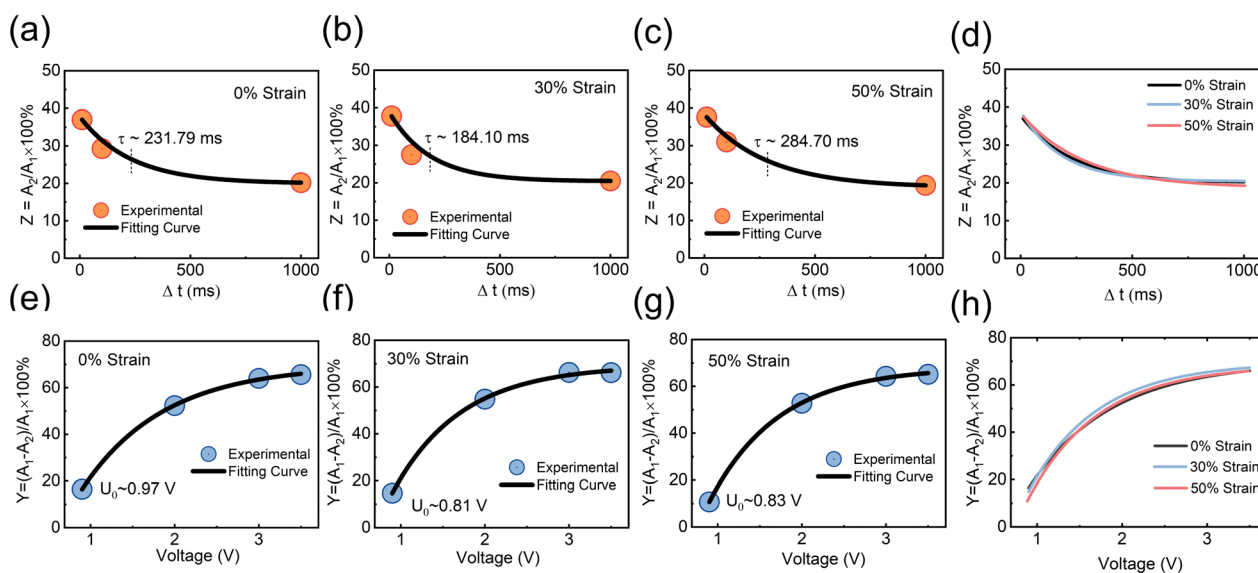 (a)
Z = A₂/A₁×100%
50
40
30
20
10
0
0% Strain
τ ~ 231.79 ms
Experimental
Fitting Curve
0
500
1000
Δ t (ms)
(b)
Z = A₂/A₁×100%
50
40
30
20
10
0
30% Strain
τ ~ 184.10 ms
Experimental
Fitting Curve
0
500
1000
Δ t (ms)
(c)
Z = A₂/A₁×100%
50
40
30
20
10
0
50% Strain
τ ~ 284.70 ms
Experimental
Fitting Curve
0
500
1000
Δ t (ms)
(d)
Z = A₂/A₁×100%
50
40
30
20
10
0
0% Strain
30% Strain
50% Strain
0
500
1000
Δ t (ms)
(e)
Y=(A₁-A₂)/A₁×100%
80
60
40
20
0
0% Strain
Experimental
Fitting Curve
U₀~0.97 V
1
2
3
Voltage (V)
(f)
Y=(A₁-A₂)/A₁×100%
80
60
40
20
0
30% Strain
Experimental
Fitting Curve
U₀~0.81 V
1
2
3
Voltage (V)
(g)
Y=(A₁-A₂)/A₁×100%
80
60
40
20
0
50% Strain
Experimental
Fitting Curve
U₀~0.83 V
1
2
3
Voltage (V)
(h)
Y=(A₁-A₂)/A₁×100%
80
60
40
20
0
0% Strain
30% Strain
50% Strain
1
2
3
Voltage (V)